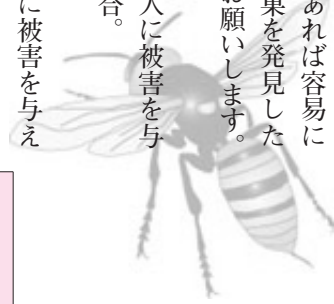 あれば容易に
巣を発見した
お願いします。
人に被害を与
合。
に被害を与え